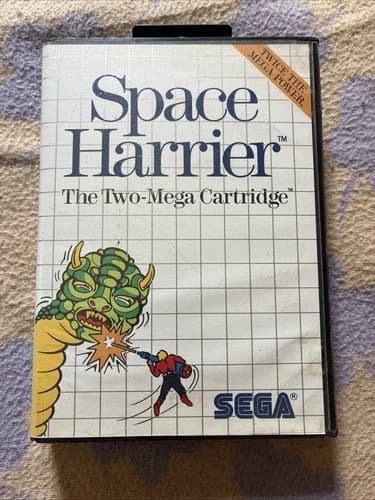 TWICE THE
MEGA POWER.
Space
Harrier™
The Two-Mega Cartridge™
SEGA®